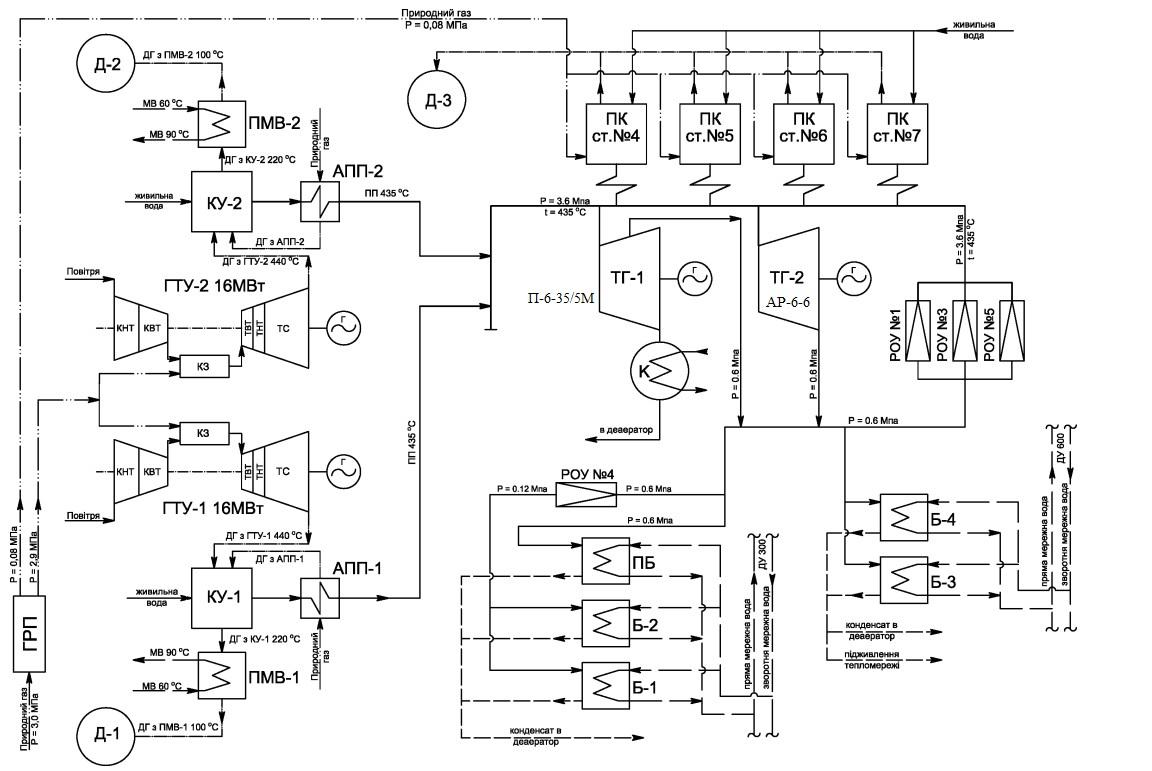 Природний газ
P = 0,08 МПа
живильна
вода
Д-2
ДГ з ПМВ-2 100 °С
МВ 60 °С
МВ 90 °С
ПМВ-2
ДГ з КУ-2 220 °С
Природний
газ
АПП-2
живильна
вода
КУ-2
ПП 435 °С
ДГ з АПП-2
ДГ з ГТУ-2 440 °С
Д-3
ПК
ст.№4
ПК
ст.№5
ПК
ст.№6
ПК
ст.№7
P = 3.6 Mna
t = 435 °С
P = 3.6 Mna
t = 435 °С
Повітря
ГТУ-2 16МВт
КНТ
КВТ
ТВТ
ТНТ
ТС
Г
КЗ
ТГ-1
П-6-35/5М
Г
ТГ-2
АР-6-6
Г
РОУ №1
РОУ №3
РОУ №5
К
P = 0.6 Mna
P = 0.6 Mna
в деаератор
P = 0.6 Mna
КЗ
КНТ
КВТ
ТВТ
ТНТ
ТС
Г
ГТУ-1 16МВт
Повітря
ПП 435 °С
P = 0,08 МПа
P = 2,9 МПа
ДГ з ГТУ-1 440 °С
ДГ з АПП-1
АПП-1
живильна
вода
КУ-1
ДГ з КУ-1 220 °С
Природний
газ
МВ 90 °С
МВ 60 °С
ПМВ-1
Д-1
ДГ з ПМВ-1 100 °С
ГРП
Природний газ
P = 3,0 МПа
РОУ №4
P = 0.12 Mna
P = 0.6 Mna
P = 0.6 Mna
ПБ
Б-2
Б-1
пряма мережна вода
зворотня мережна вода
ДУ 300
конденсат в
деаератор
Б-4
Б-3
пряма мережна вода
зворотня мережна вода
ДУ 600
конденсат в
деаератор
підживлення
тепломережі